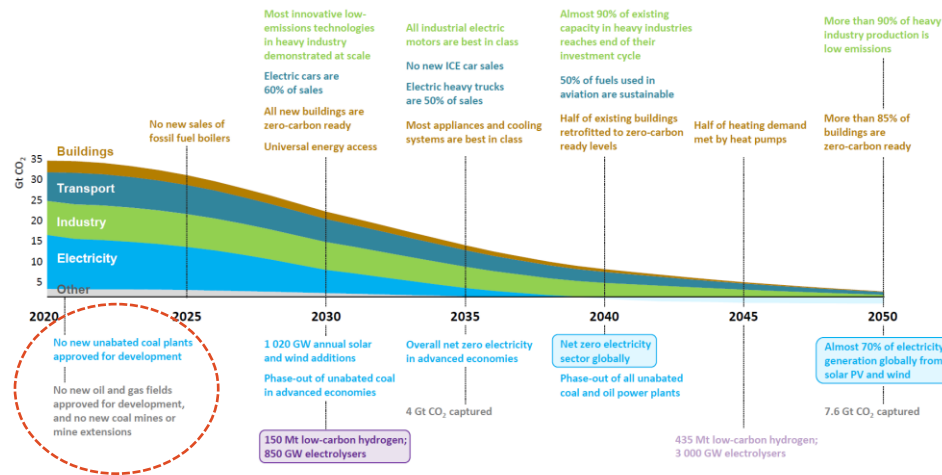 Most innovative low-
emissions technologies
in heavy industry
demonstrated at scale
Electric cars are
60% of sales
All new buildings are
zero-carbon ready
Universal energy access
All industrial electric
motors are best in class
No new ICE car sales
Electric heavy trucks
are 50% of sales
Most appliances and cooling
systems are best in class
Almost 90% of existing
capacity in heavy industries
reaches end of their
investment cycle
50% of fuels used in
aviation are sustainable
Half of existing buildings
retrofitted to zero-carbon
ready levels
More than 90% of heavy
industry production is
low emissions
More than 85% of
buildings are
zero-carbon ready
No new sales of
fossil fuel boilers
Half of heating demand
met by heat pumps
Gt CO2
35
30
25
20
15
10
5
Buildings
Transport
Industry
Electricity
Other
2020
2025
2030
2035
2040
2045
2050
No new unabated coal plants
approved for development
No new oil and gas fields
approved for development,
and no new coal mines or
mine extensions
1 020 GW annual solar
and wind additions
Phase-out of unabated coal
in advanced economies
150 Mt low-carbon hydrogen;
850 GW electrolysers
Overall net zero electricity
in advanced economies
4 Gt CO2 captured
Net zero electricity
sector globally
Phase-out of all unabated
coal and oil power plants
435 Mt low-carbon hydrogen;
3 000 GW electrolysers
Almost 70% of electricity
generation globally from
solar PV and wind
7.6 Gt CO2 captured